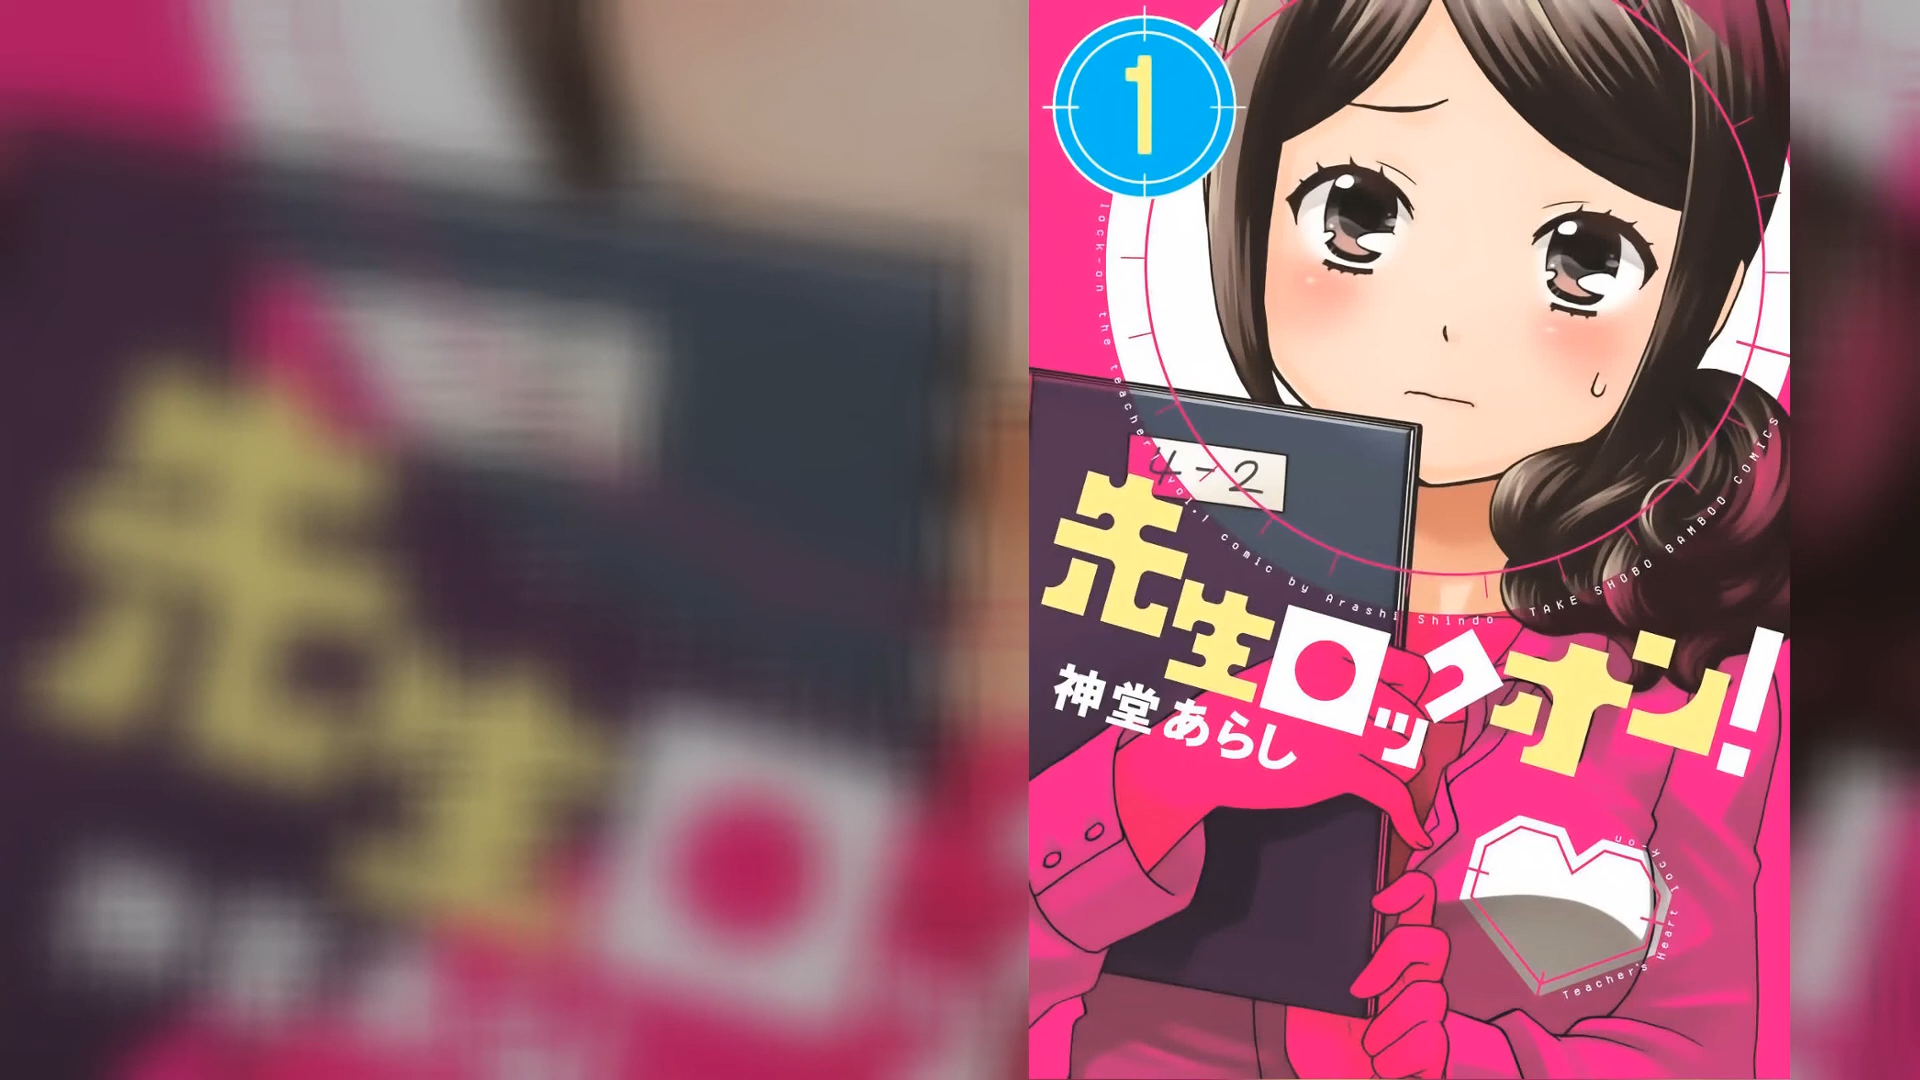 1
lock-on the teacher! vol.1 comic by Arashi Shindo TAKE SHOBO BAMBOO COMICS
4-2
先生ロックオン!
神堂あらし
lock-on
Teacher's Heart